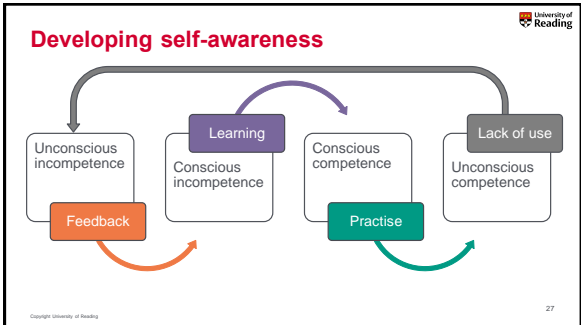 University of
Reading
Developing self-awareness
Unconscious
incompetence
Feedback
Learning
Conscious
incompetence
Conscious
competence
Practise
Lack of use
Unconscious
competence
Copyright University of Reading
27